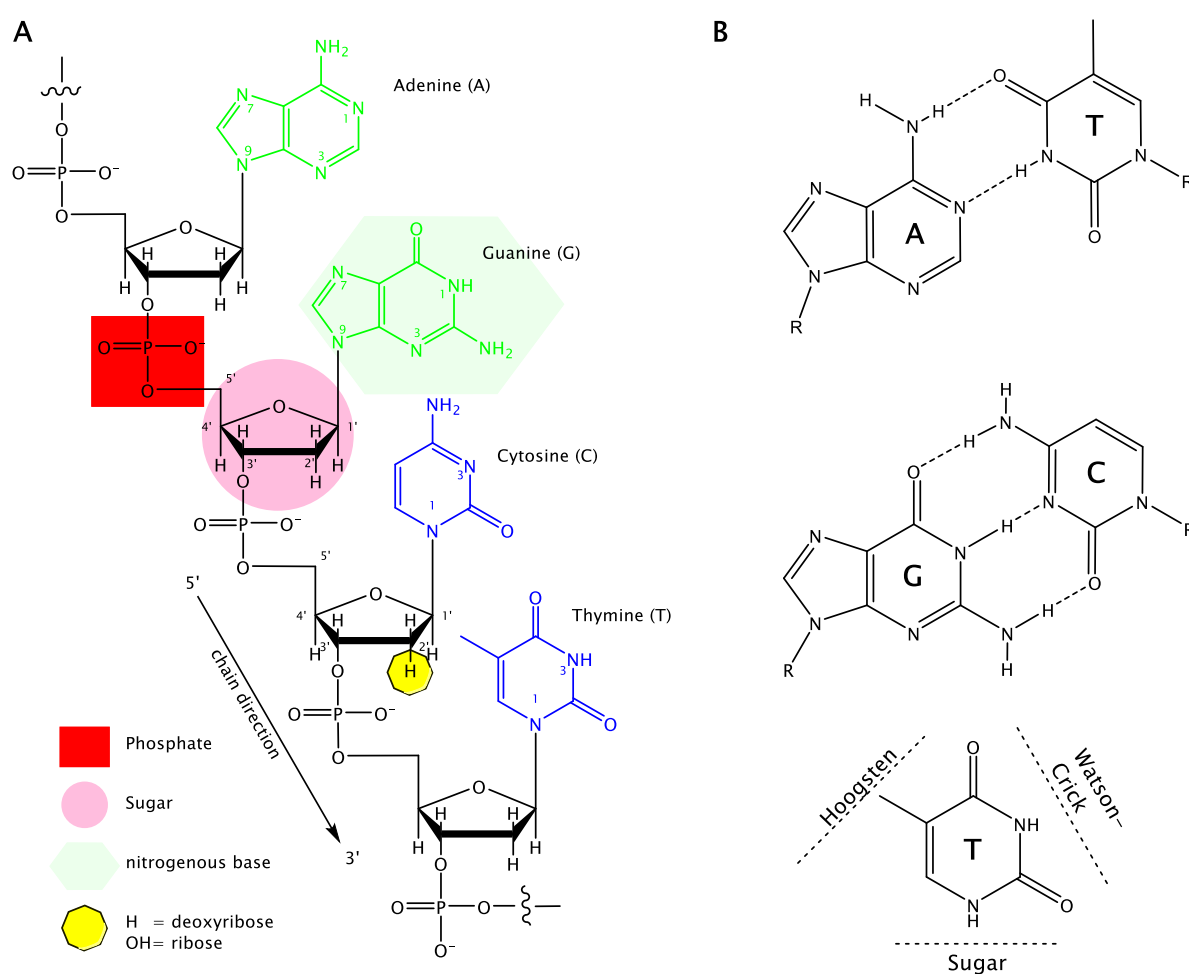 A
NH₂
Adenine (A)
N
7
N
1
9
N
3
N
O
O
P
O⁻
O
O
H
H
H
H
O
Guanine (G)
O
N
7
NH
1
9
N
3
N
NH₂
O
P
O⁻
O
5'
O
4'
1'
H
H
H
3'
2'
H
H
O
NH₂
Cytosine (C)
N
3
1
N
O
O
P
O⁻
O
5'
O
4'
1'
H
H
H
3'
2'
H
H
O
Thymine (T)
O
NH
3
1
N
O
O
P
O⁻
O
O
H
H
H
H
H
H
O
O
P
O
O⁻
5'
chain direction
3'
Phosphate
Sugar
nitrogenous base
H = deoxyribose
OH= ribose
B
O
H
H
N
T
N
H
N
R
O
N
N
A
N
N
R
H
N
H
O
C
N
N
R
H
O
N
N
G
N
N
R
H
N
H
Hoogsten
Watson–
Crick
O
NH
T
N
H
O
Sugar